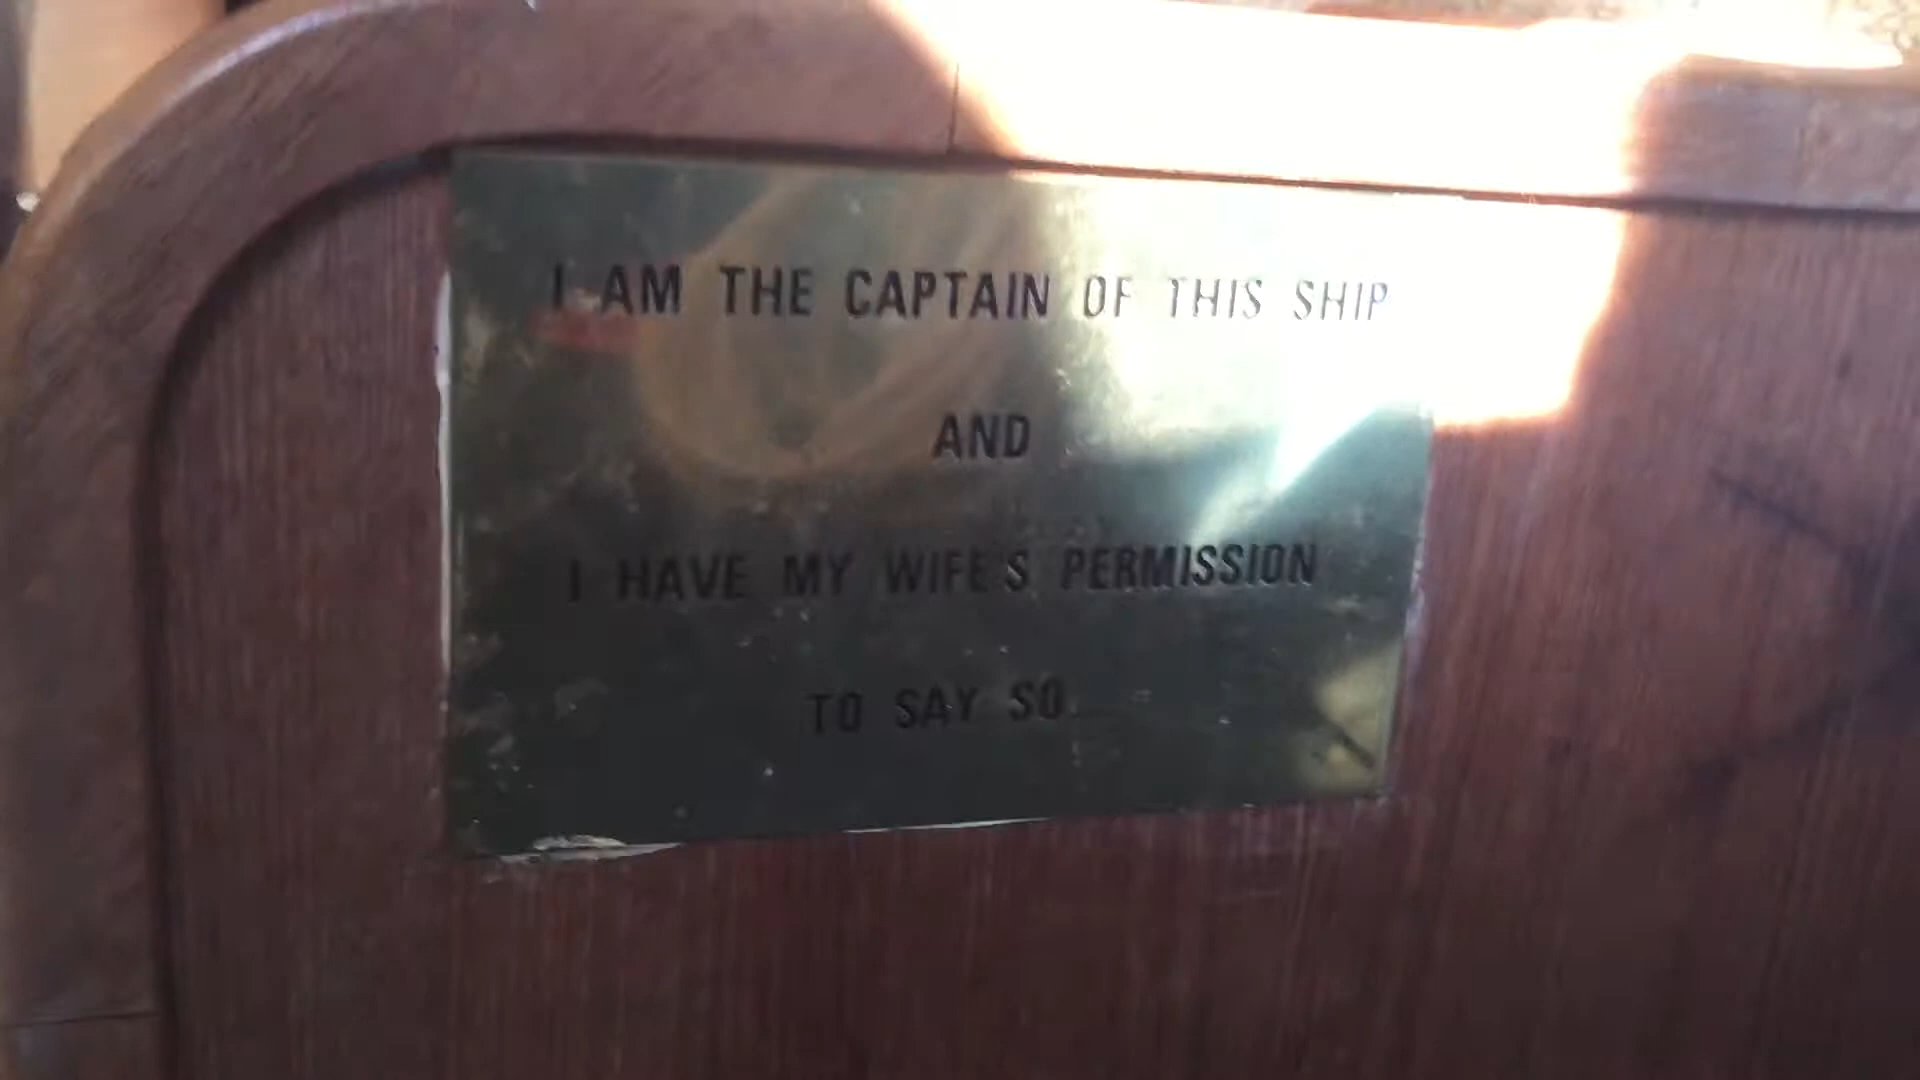 I AM THE CAPTAIN OF THIS SHIP
AND
I HAVE MY WIFE'S PERMISSION
TO SAY SO